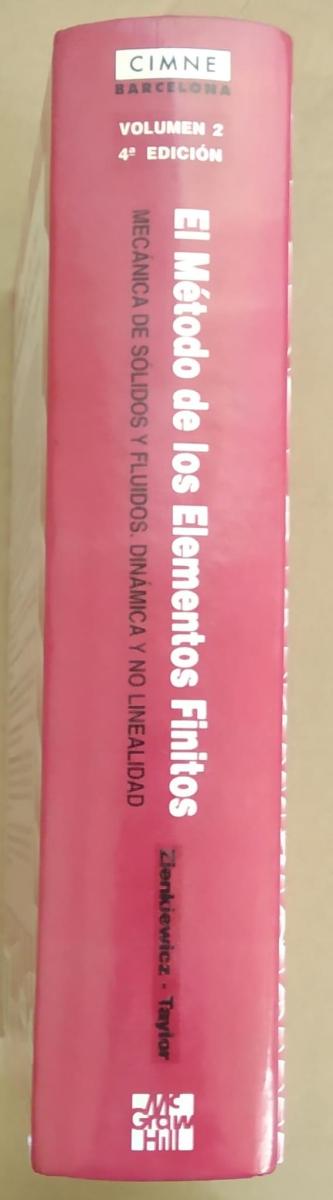 CIMNE
BARCELONA
VOLUMEN 2
4ª EDICIÓN
El Método de los Elementos Finitos
MECÁNICA DE SÓLIDOS Y FLUIDOS. DINÁMICA Y NO LINEALIDAD
Zienkiewicz - Taylor
Mc
Graw
Hill